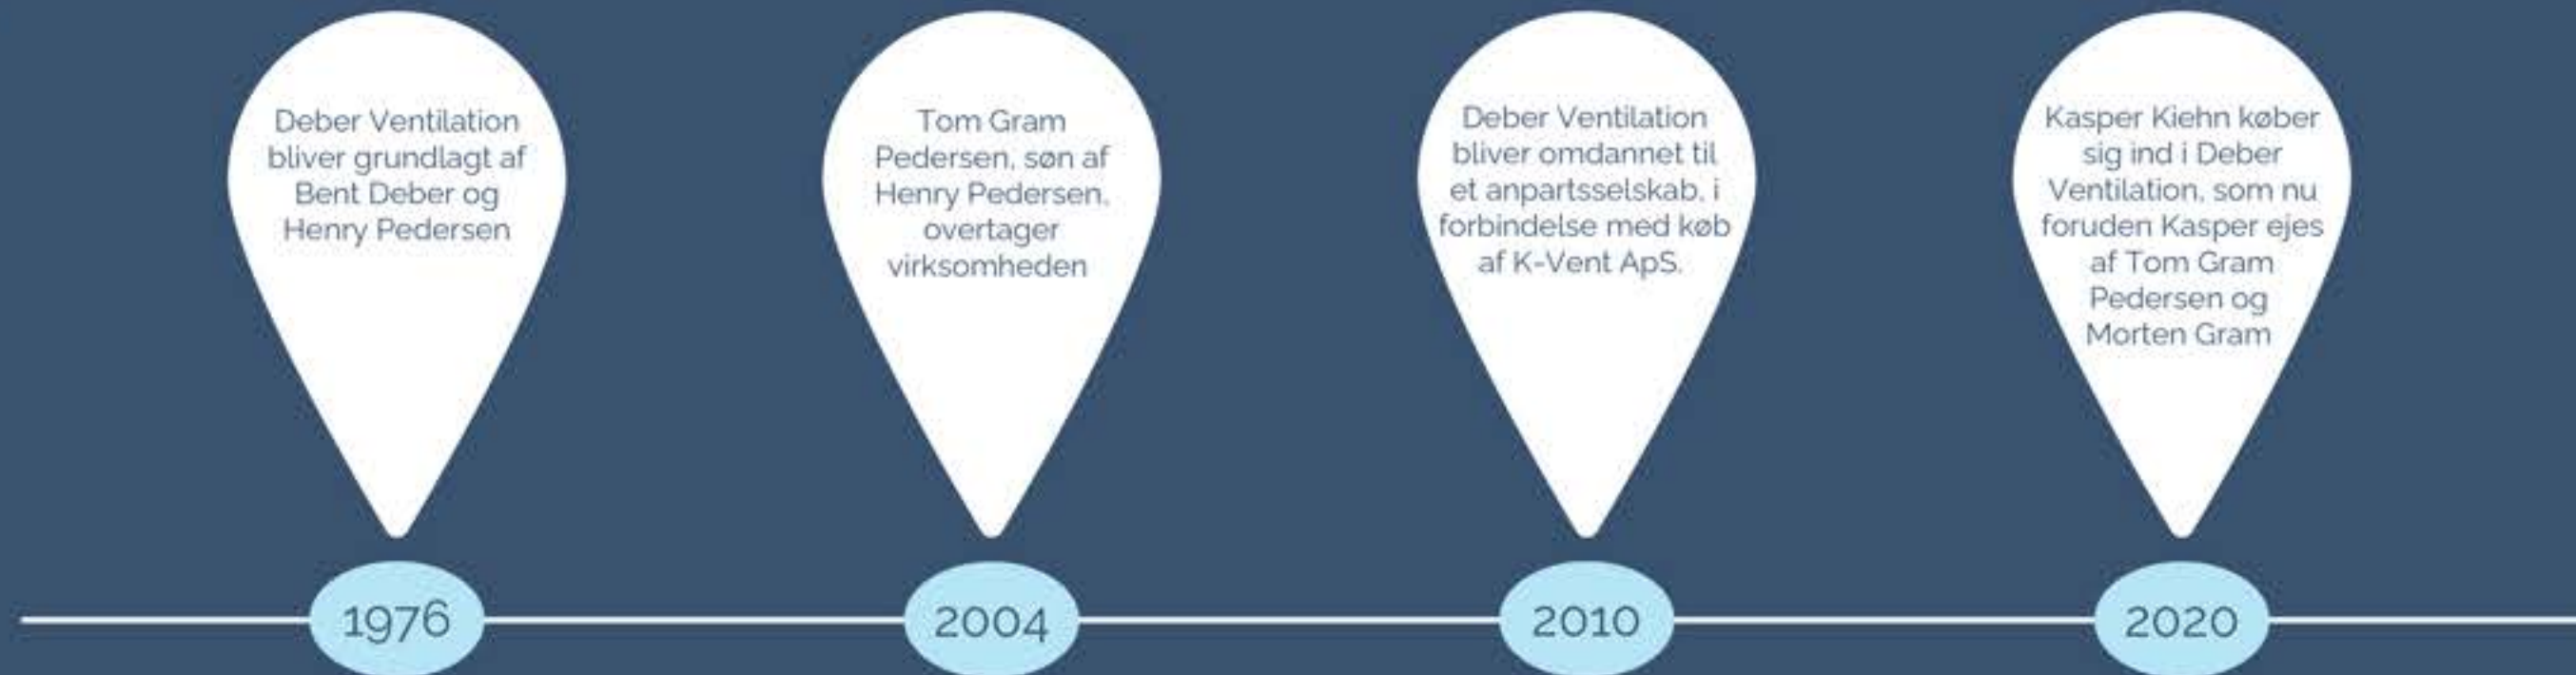 Deber Ventilation
bliver grundlagt af
Bent Deber og
Henry Pedersen
1976
Tom Gram
Pedersen, søn af
Henry Pedersen,
overtager
virksomheden
2004
Deber Ventilation
bliver omdannet til
et anpartsselskab, i
forbindelse med køb
af K-Vent ApS.
2010
Kasper Kiehn køber
sig ind i Deber
Ventilation, som nu
foruden Kasper ejes
af Tom Gram
Pedersen og
Morten Gram
2020